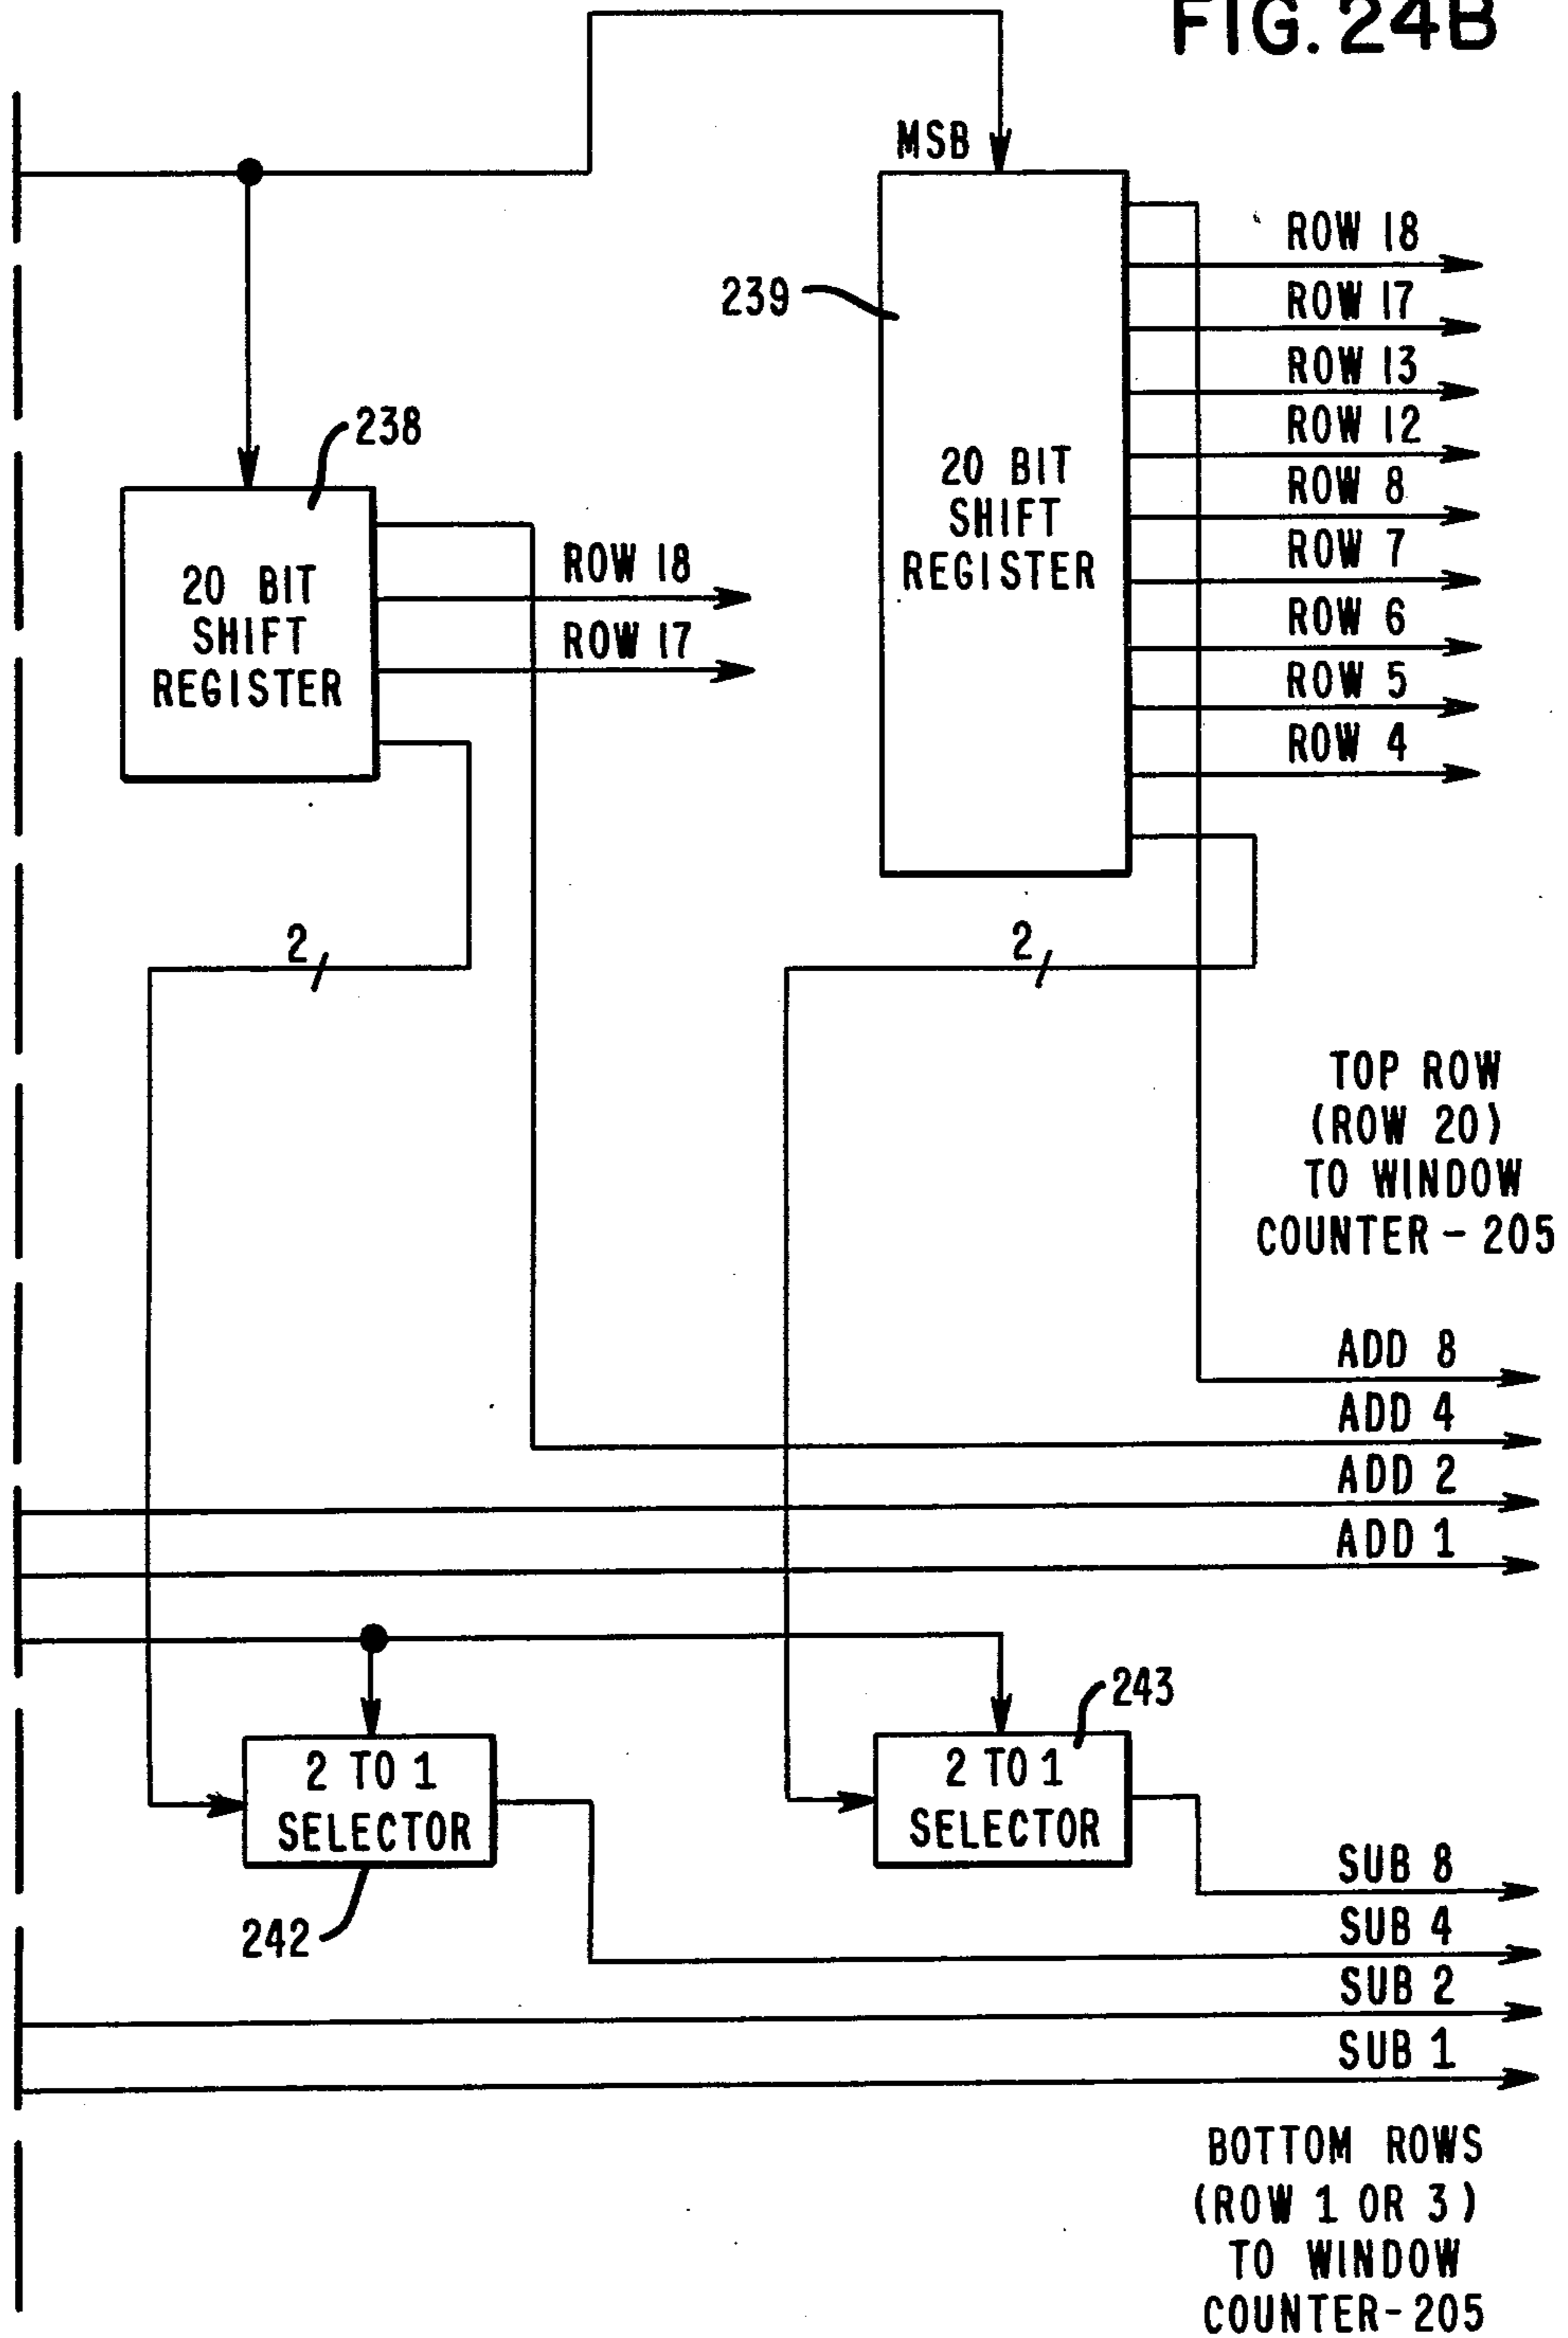 FIG. 24B
MSB
239
20 BIT
SHIFT
REGISTER
ROW 18
ROW 17
ROW 13
ROW 12
ROW 8
ROW 7
ROW 6
ROW 5
ROW 4
238
20 BIT
SHIFT
REGISTER
ROW 18
ROW 17
2
2
TOP ROW
(ROW 20)
TO WINDOW
COUNTER - 205
ADD 8
ADD 4
ADD 2
ADD 1
2 TO 1
SELECTOR
242
243
2 TO 1
SELECTOR
SUB 8
SUB 4
SUB 2
SUB 1
BOTTOM ROWS
(ROW 1 OR 3)
TO WINDOW
COUNTER-205